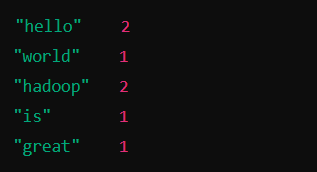 "hello" 2
"world" 1
"hadoop" 2
"is" 1
"great" 1